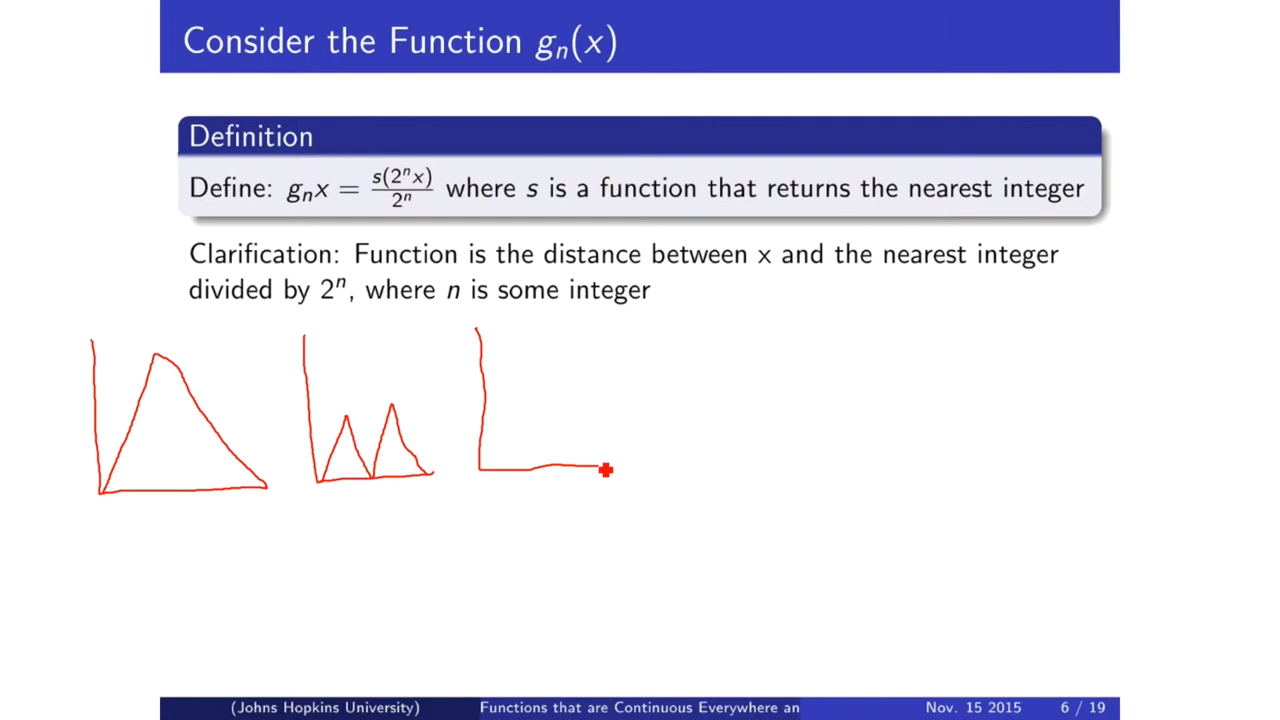 Consider the Function gₙ(x)
Definition
Define: gₙx = s(2ⁿx)/2ⁿ where s is a function that returns the nearest integer
Clarification: Function is the distance between x and the nearest integer
divided by 2ⁿ, where n is some integer
(Johns Hopkins University) Functions that are Continuous Everywhere an Nov. 15 2015 6 / 19